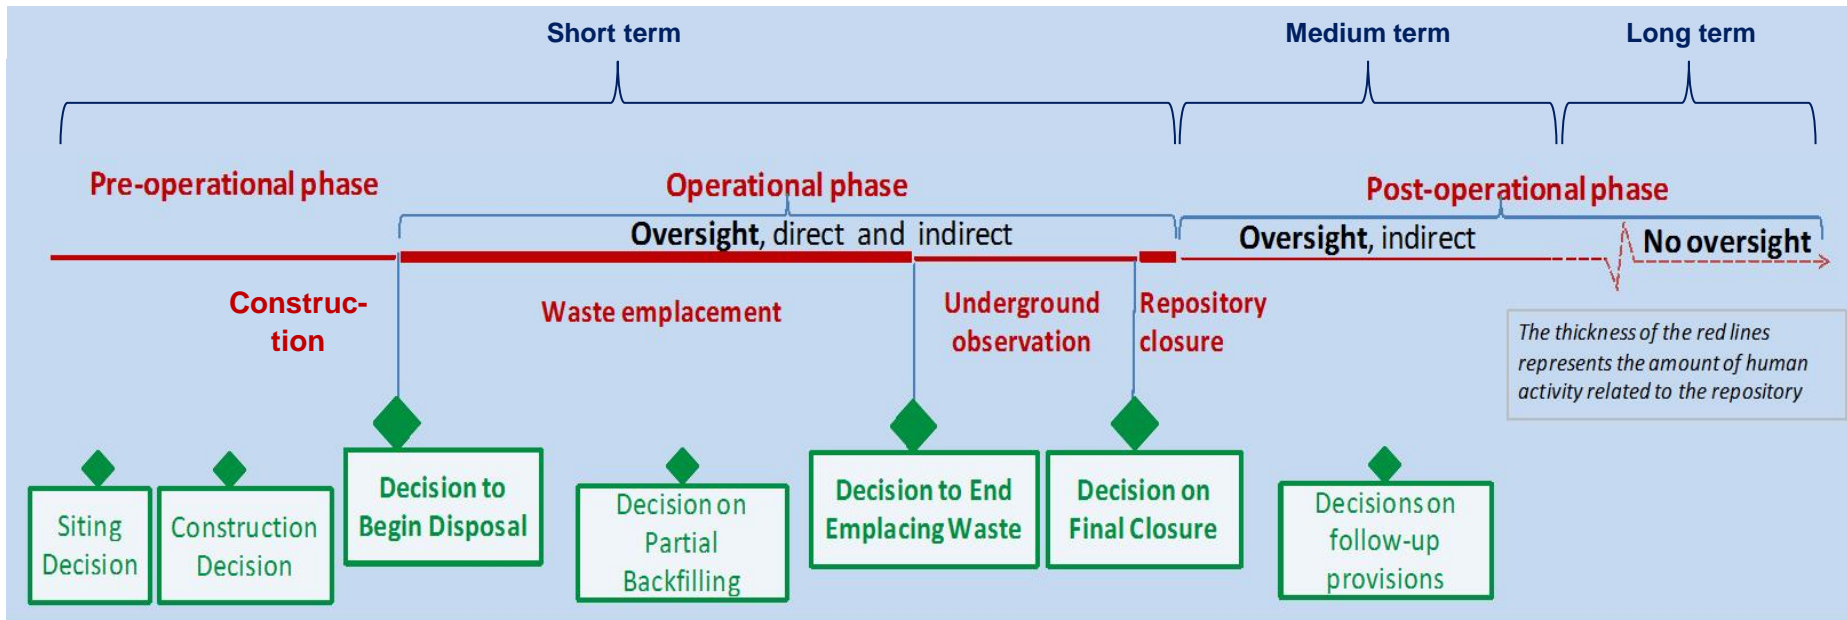 Short term
Medium term
Long term
Pre-operational phase
Operational phase
Post-operational phase
Oversight, direct and indirect
Oversight, indirect
No oversight
Construc-
tion
Waste emplacement
Underground
observation
Repository
closure
The thickness of the red lines
represents the amount of human
activity related to the repository
Siting
Decision
Construction
Decision
Decision to
Begin Disposal
Decision on
Partial
Backfilling
Decision to End
Emplacing Waste
Decision on
Final Closure
Decisions on
follow-up
provisions